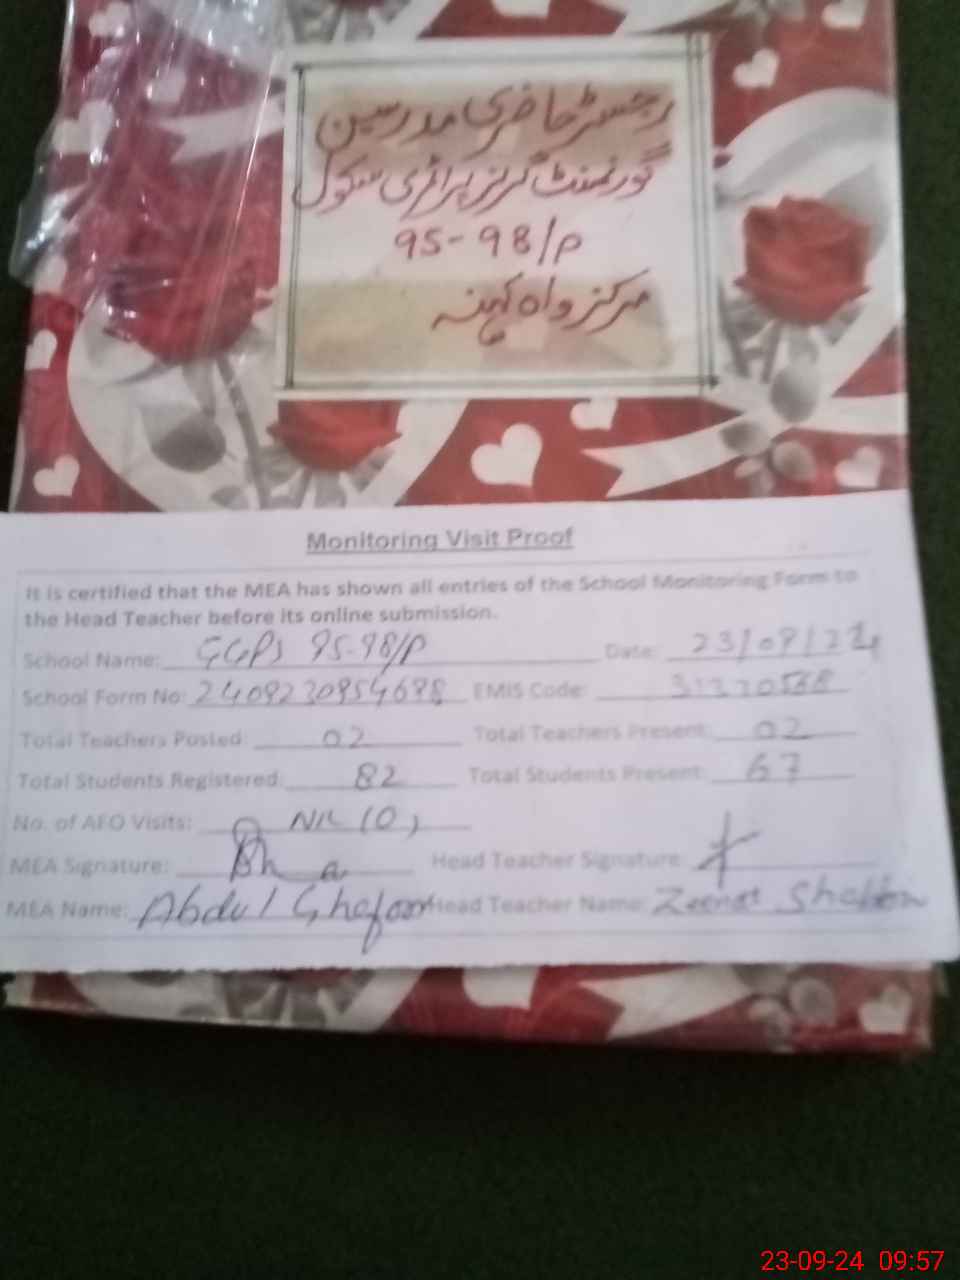 رجسٹر حاضری مدرسین
گورنمنٹ گرلز پرائمری سکول
95-98/م
مرکز واہ کہنہ
Monitoring Visit Proof
It is certified that the MEA has shown all entries of the School Monitoring Form to
the Head Teacher before its online submission.
School Name: GGPS 95-98/P Date: 23/09/24
School Form No: 2409230954698 EMIS Code:
Total Teachers Posted: 02 Total Teachers Present: 02
Total Students Registered: 82 Total Students Present: 67
No. of AEO Visits: NIL (0)
MEA Signature: Head Teacher Signature:
MEA Name: Abdul Ghafoor Head Teacher Name: Zeenat
23-09-24 09:57